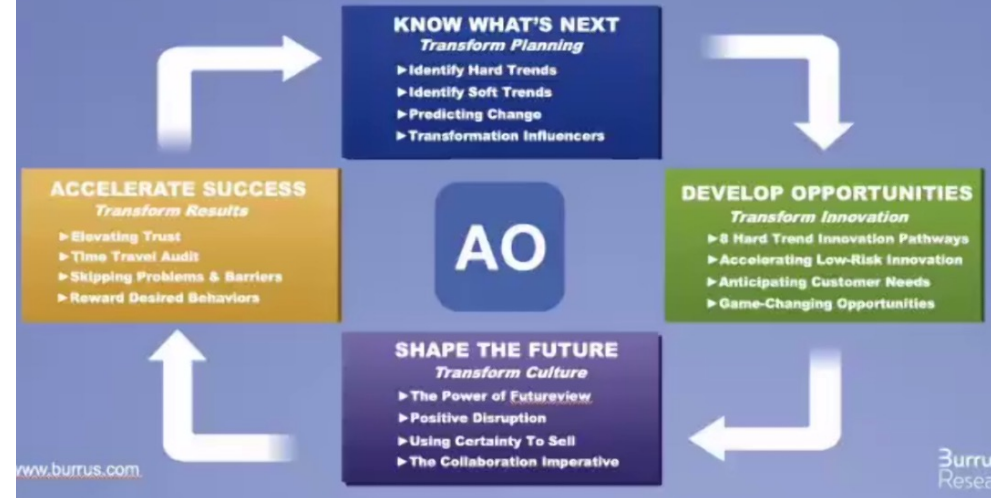 KNOW WHAT'S NEXT
Transform Planning
►Identify Hard Trends
►Identify Soft Trends
►Predicting Change
►Transformation Influencers
DEVELOP OPPORTUNITIES
Transform Innovation
►8 Hard Trend Innovation Pathways
►Accelerating Low-Risk Innovation
►Anticipating Customer Needs
►Game-Changing Opportunities
SHAPE THE FUTURE
Transform Culture
►The Power of Futureview
►Positive Disruption
►Using Certainty To Sell
►The Collaboration Imperative
ACCELERATE SUCCESS
Transform Results
►Elevating Trust
►Time Travel Audit
►Skipping Problems & Barriers
►Reward Desired Behaviors
AO
www.burrus.com
Burru
Resea